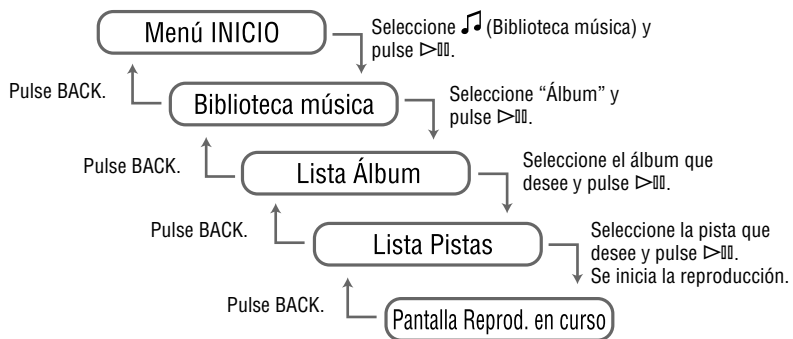 Menú INICIO
Seleccione ♫ (Biblioteca música) y
pulse ▷II.
Pulse BACK.
Biblioteca música
Seleccione “Álbum” y
pulse ▷II.
Pulse BACK.
Lista Álbum
Seleccione el álbum que
desee y pulse ▷II.
Pulse BACK.
Lista Pistas
Seleccione la pista que
desee y pulse ▷II.
Se inicia la reproducción.
Pulse BACK.
Pantalla Reprod. en curso